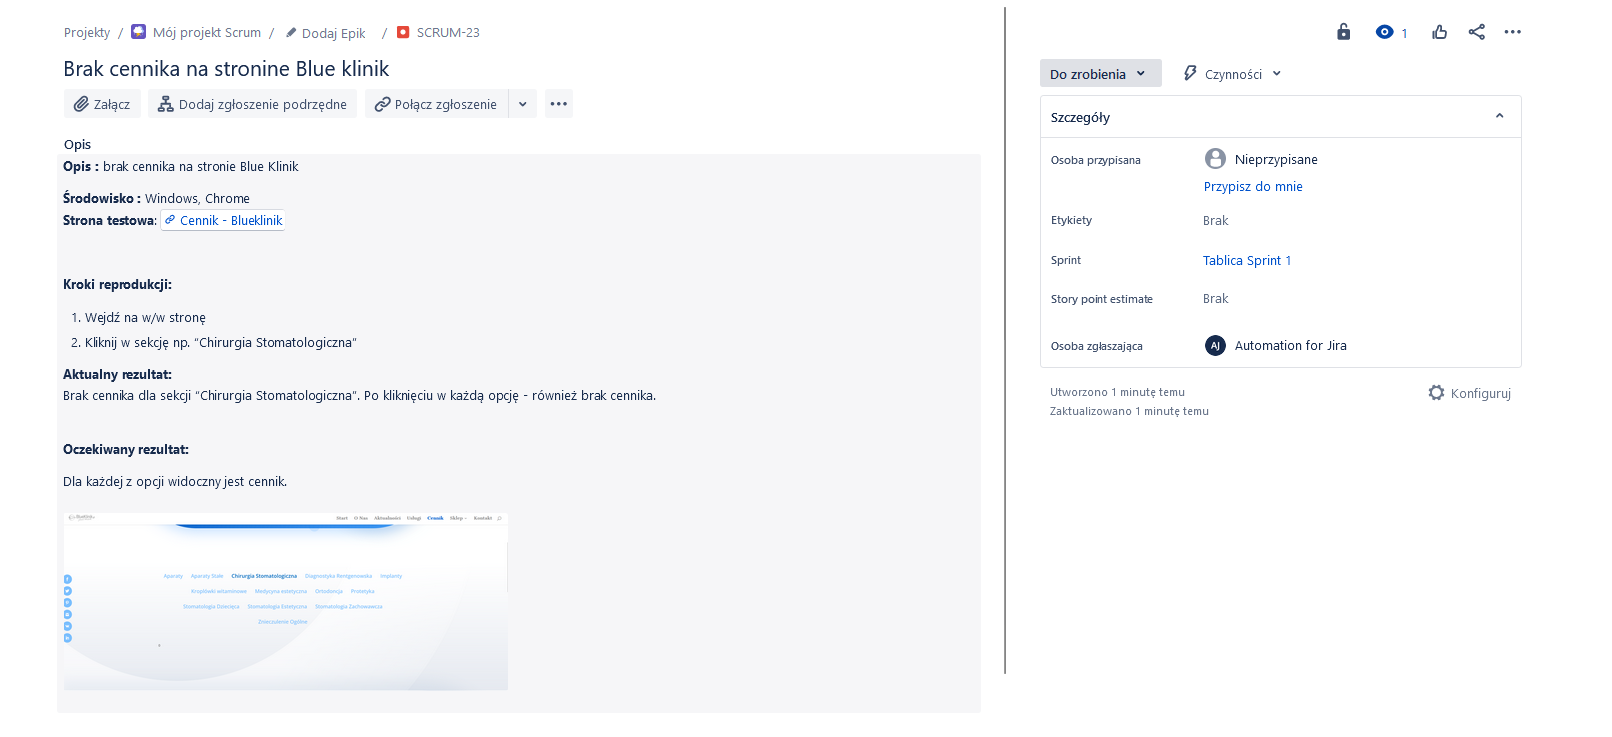 Projekty / Mój projekt Scrum / Dodaj Epik / SCRUM-23
Brak cennika na stroninie Blue klinik
Załącz Dodaj zgłoszenie podrzędne Połącz zgłoszenie
Opis
Opis : brak cennika na stronie Blue Klinik
Środowisko : Windows, Chrome
Strona testowa: Cennik - Blueklinik
Kroki reprodukcji:
1. Wejdź na w/w stronę
2. Kliknij w sekcję np. “Chirurgia Stomatologiczna”
Aktualny rezultat:
Brak cennika dla sekcji “Chirurgia Stomatologiczna”. Po kliknięciu w każdą opcję - również brak cennika.
Oczekiwany rezultat:
Dla każdej z opcji widoczny jest cennik.
Start O Nas Aktualności Usługi Cennik Sklep Kontakt
Aparaty Aparaty Stałe Chirurgia Stomatologiczna Diagnostyka Rentgenowska Implanty
Kroplówki witaminowe Medycyna estetyczna Ortodoncja Protetyka
Stomatologia Dziecięca Stomatologia Estetyczna Stomatologia Zachowawcza
Znieczulenie Ogólne
1
Do zrobienia Czynności
Szczegóły
Osoba przypisana Nieprzypisane
Przypisz do mnie
Etykiety Brak
Sprint Tablica Sprint 1
Story point estimate Brak
Osoba zgłaszająca AJ Automation for Jira
Utworzono 1 minutę temu Konfiguruj
Zaktualizowano 1 minutę temu